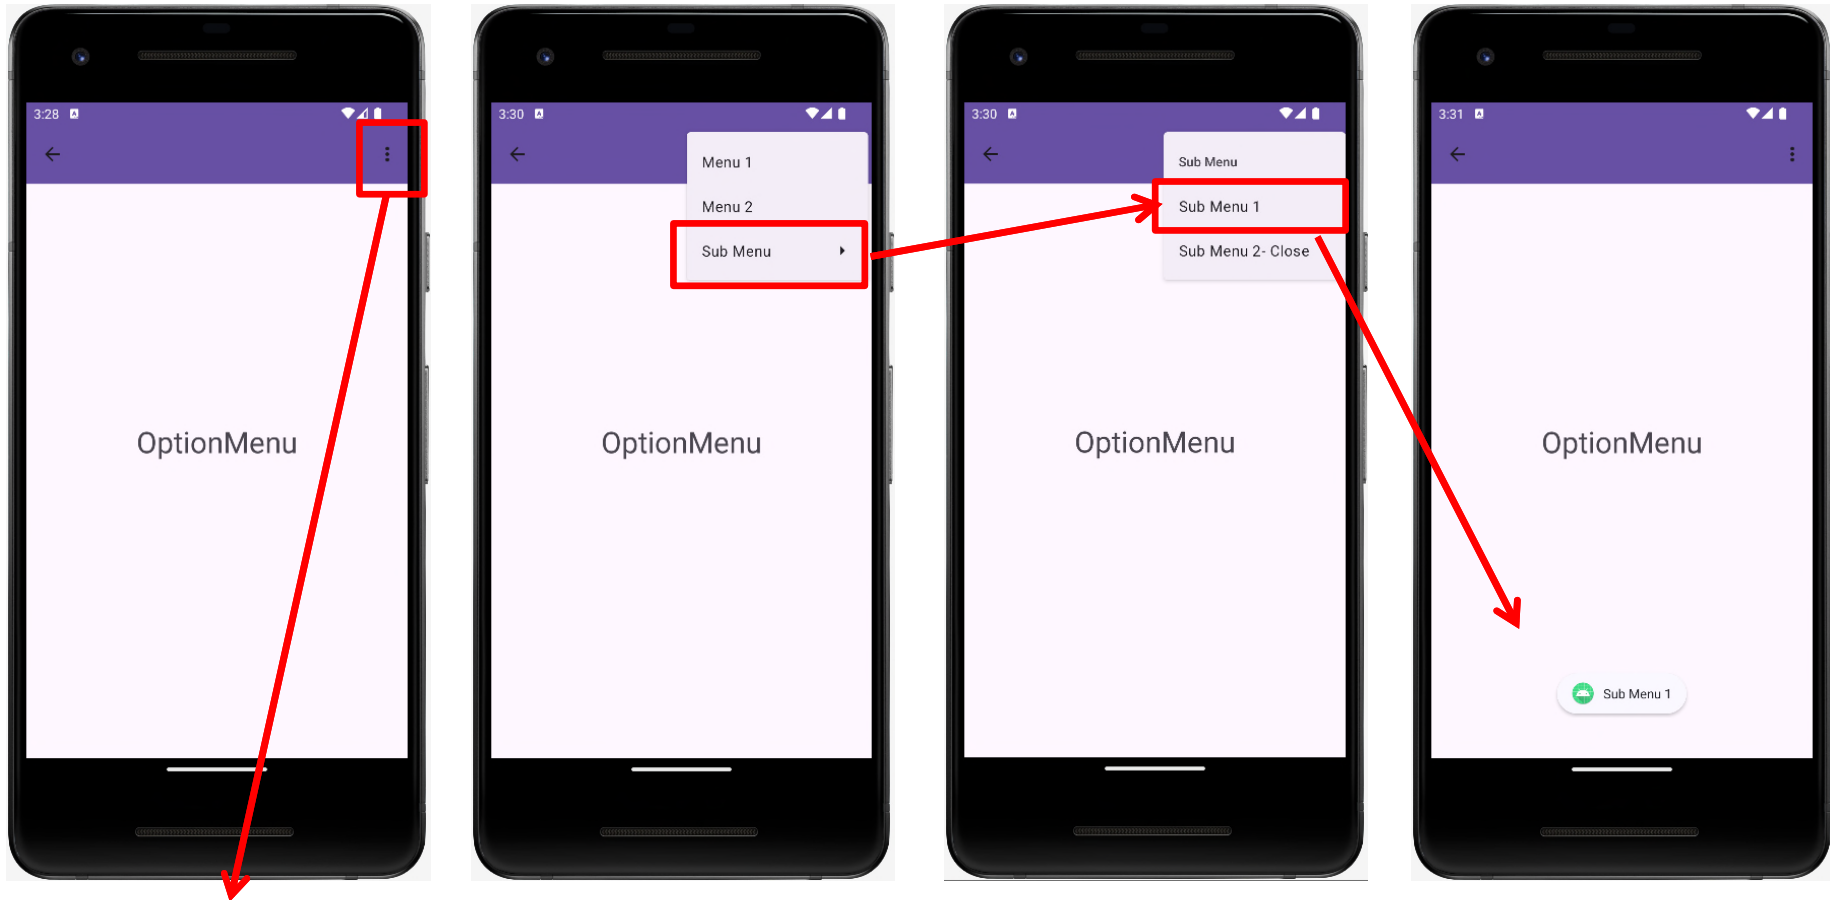 3:28
OptionMenu
3:30
Menu 1
Menu 2
Sub Menu
OptionMenu
3:30
Sub Menu
Sub Menu 1
Sub Menu 2- Close
OptionMenu
3:31
OptionMenu
Sub Menu 1